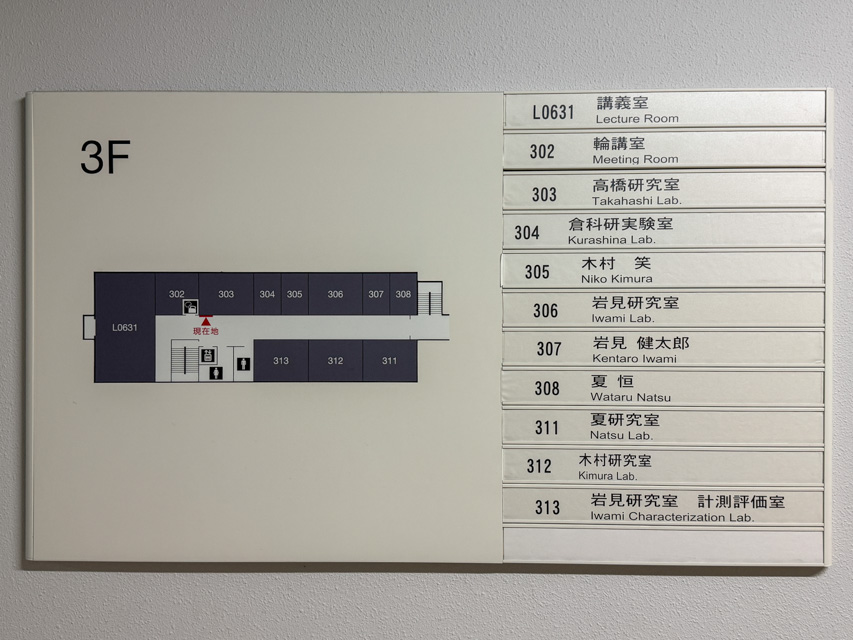 3F
302
303
304
305
306
307
308
L0631
現在地
313
312
311
L0631
講義室
Lecture Room
302
輪講室
Meeting Room
303
高橋研究室
Takahashi Lab.
304
倉科研実験室
Kurashina Lab.
305
木村　笑
Niko Kimura
306
岩見研究室
Iwami Lab.
307
岩見 健太郎
Kentaro Iwami
308
夏 恒
Wataru Natsu
311
夏研究室
Natsu Lab.
312
木村研究室
Kimura Lab.
313
岩見研究室　計測評価室
Iwami Characterization Lab.